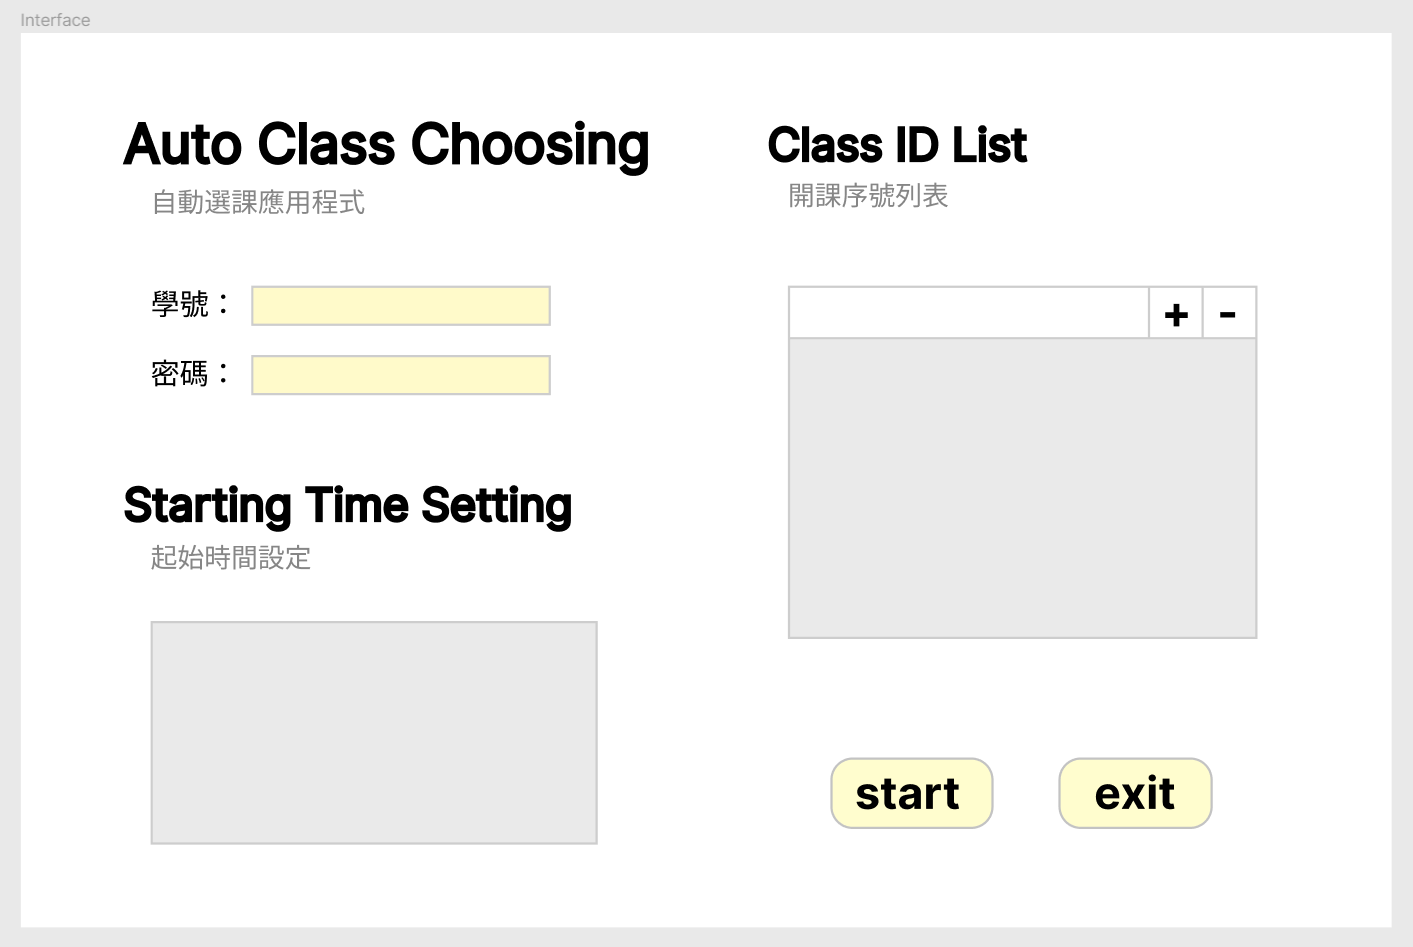 Interface
Auto Class Choosing
自動選課應用程式
學號：
密碼：
Starting Time Setting
起始時間設定
Class ID List
開課序號列表
+ -
start
exit